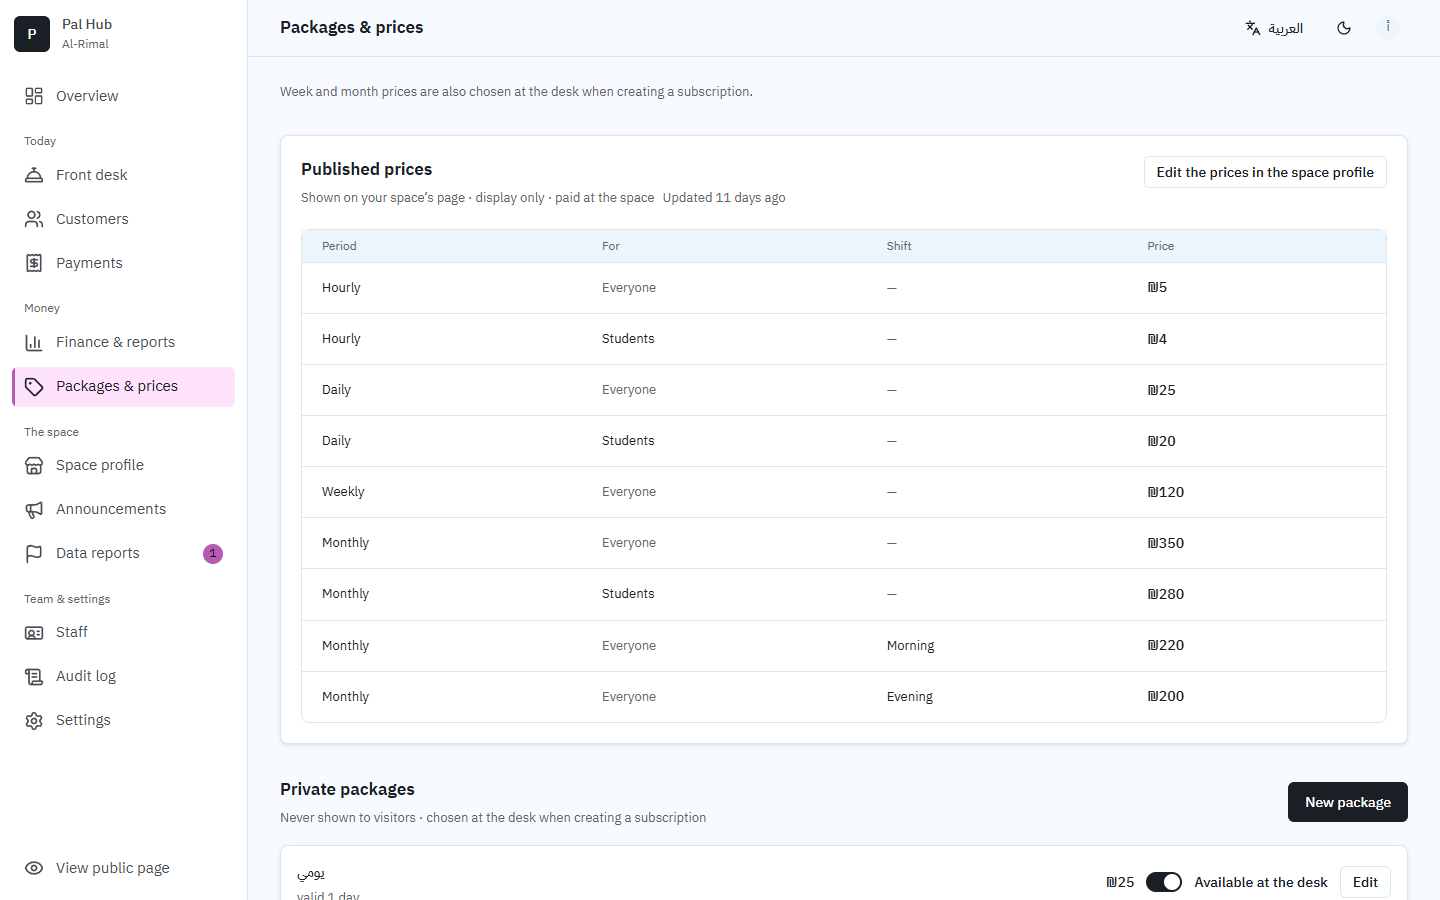 P
Pal Hub
Al-Rimal
Overview
Today
Front desk
Customers
Payments
Money
Finance & reports
Packages & prices
The space
Space profile
Announcements
Data reports 1
Team & settings
Staff
Audit log
Settings
View public page
Packages & prices
العربية
أ
Week and month prices are also chosen at the desk when creating a subscription.
Published prices
Shown on your space’s page · display only · paid at the space Updated 11 days ago
Edit the prices in the space profile
Period For Shift Price
Hourly Everyone — ₪5
Hourly Students — ₪4
Daily Everyone — ₪25
Daily Students — ₪20
Weekly Everyone — ₪120
Monthly Everyone — ₪350
Monthly Students — ₪280
Monthly Everyone Morning ₪220
Monthly Everyone Evening ₪200
Private packages
Never shown to visitors · chosen at the desk when creating a subscription
New package
يومي
valid 1 day
₪25 Available at the desk Edit